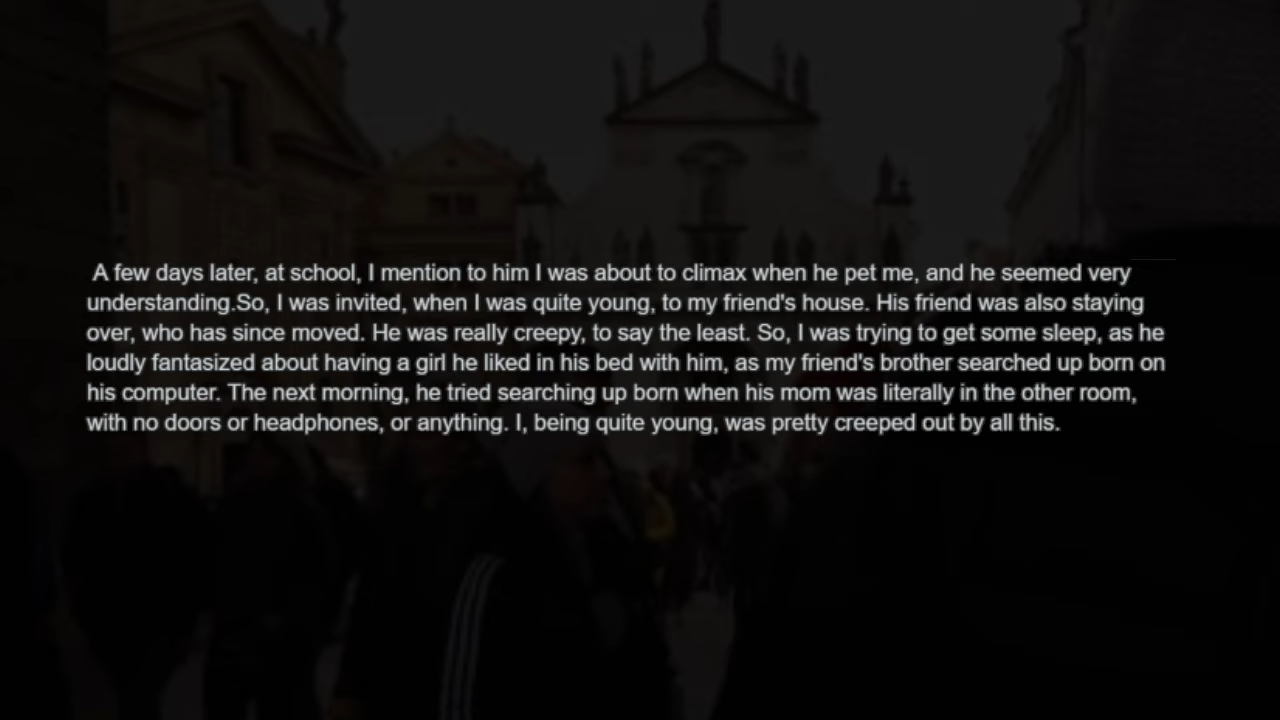 A few days later, at school, I mention to him I was about to climax when he pet me, and he seemed very
understanding.So, I was invited, when I was quite young, to my friend's house. His friend was also staying
over, who has since moved. He was really creepy, to say the least. So, I was trying to get some sleep, as he
loudly fantasized about having a girl he liked in his bed with him, as my friend's brother searched up born on
his computer. The next morning, he tried searching up born when his mom was literally in the other room,
with no doors or headphones, or anything. I, being quite young, was pretty creeped out by all this.